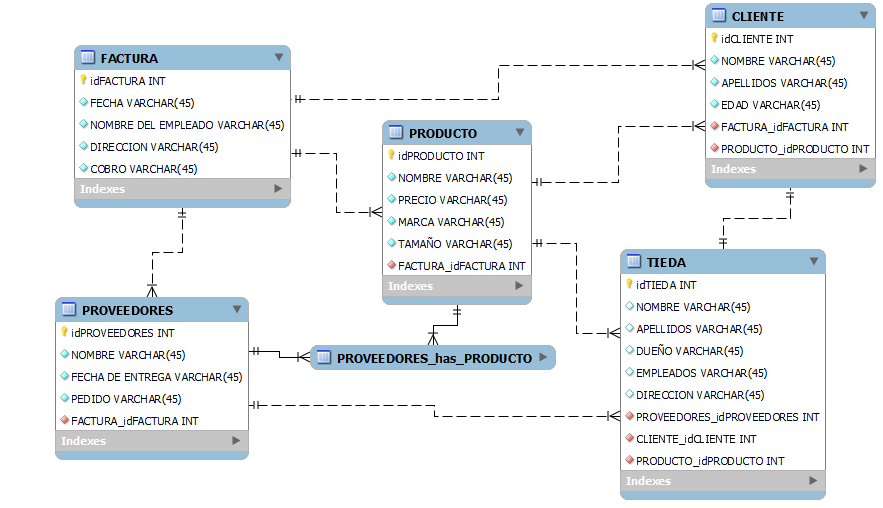 FACTURA
idFACTURA INT
FECHA VARCHAR(45)
NOMBRE DEL EMPLEADO VARCHAR(45)
DIRECCION VARCHAR(45)
COBRO VARCHAR(45)
Indexes
CLIENTE
idCLIENTE INT
NOMBRE VARCHAR(45)
APELLIDOS VARCHAR(45)
EDAD VARCHAR(45)
FACTURA_idFACTURA INT
PRODUCTO_idPRODUCTO INT
Indexes
PRODUCTO
idPRODUCTO INT
NOMBRE VARCHAR(45)
PRECIO VARCHAR(45)
MARCA VARCHAR(45)
TAMAÑO VARCHAR(45)
FACTURA_idFACTURA INT
Indexes
PROVEEDORES
idPROVEEDORES INT
NOMBRE VARCHAR(45)
FECHA DE ENTREGA VARCHAR(45)
PEDIDO VARCHAR(45)
FACTURA_idFACTURA INT
Indexes
PROVEEDORES_has_PRODUCTO
TIEDA
idTIEDA INT
NOMBRE VARCHAR(45)
APELLIDOS VARCHAR(45)
DUEÑO VARCHAR(45)
EMPLEADOS VARCHAR(45)
DIRECCION VARCHAR(45)
PROVEEDORES_idPROVEEDORES INT
CLIENTE_idCLIENTE INT
PRODUCTO_idPRODUCTO INT
Indexes